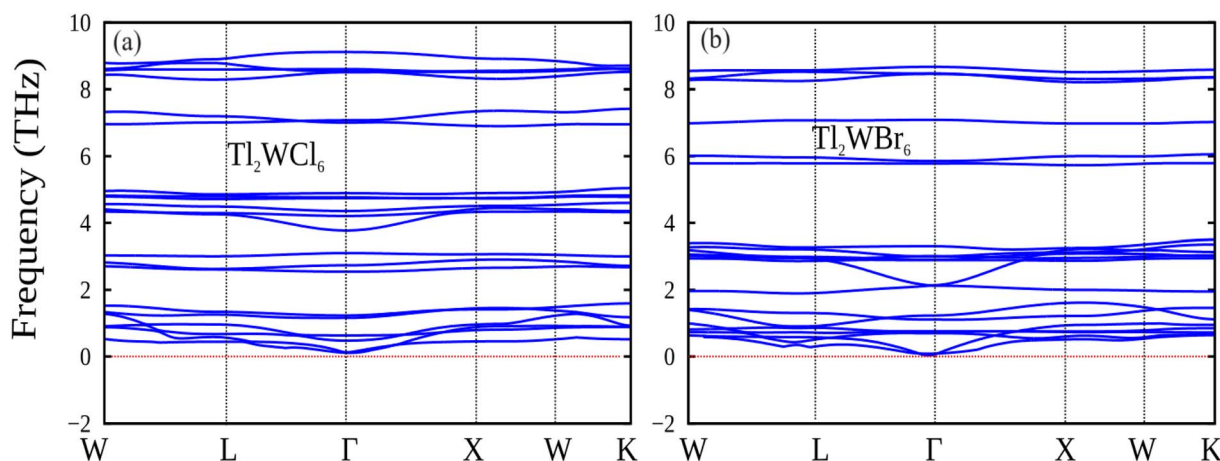 Frequency (THz)
(a)
Tl₂WCl₆
10
8
6
4
2
0
−2
W L Γ X W K
(b)
Tl₂WBr₆
10
8
6
4
2
0
−2
W L Γ X W K